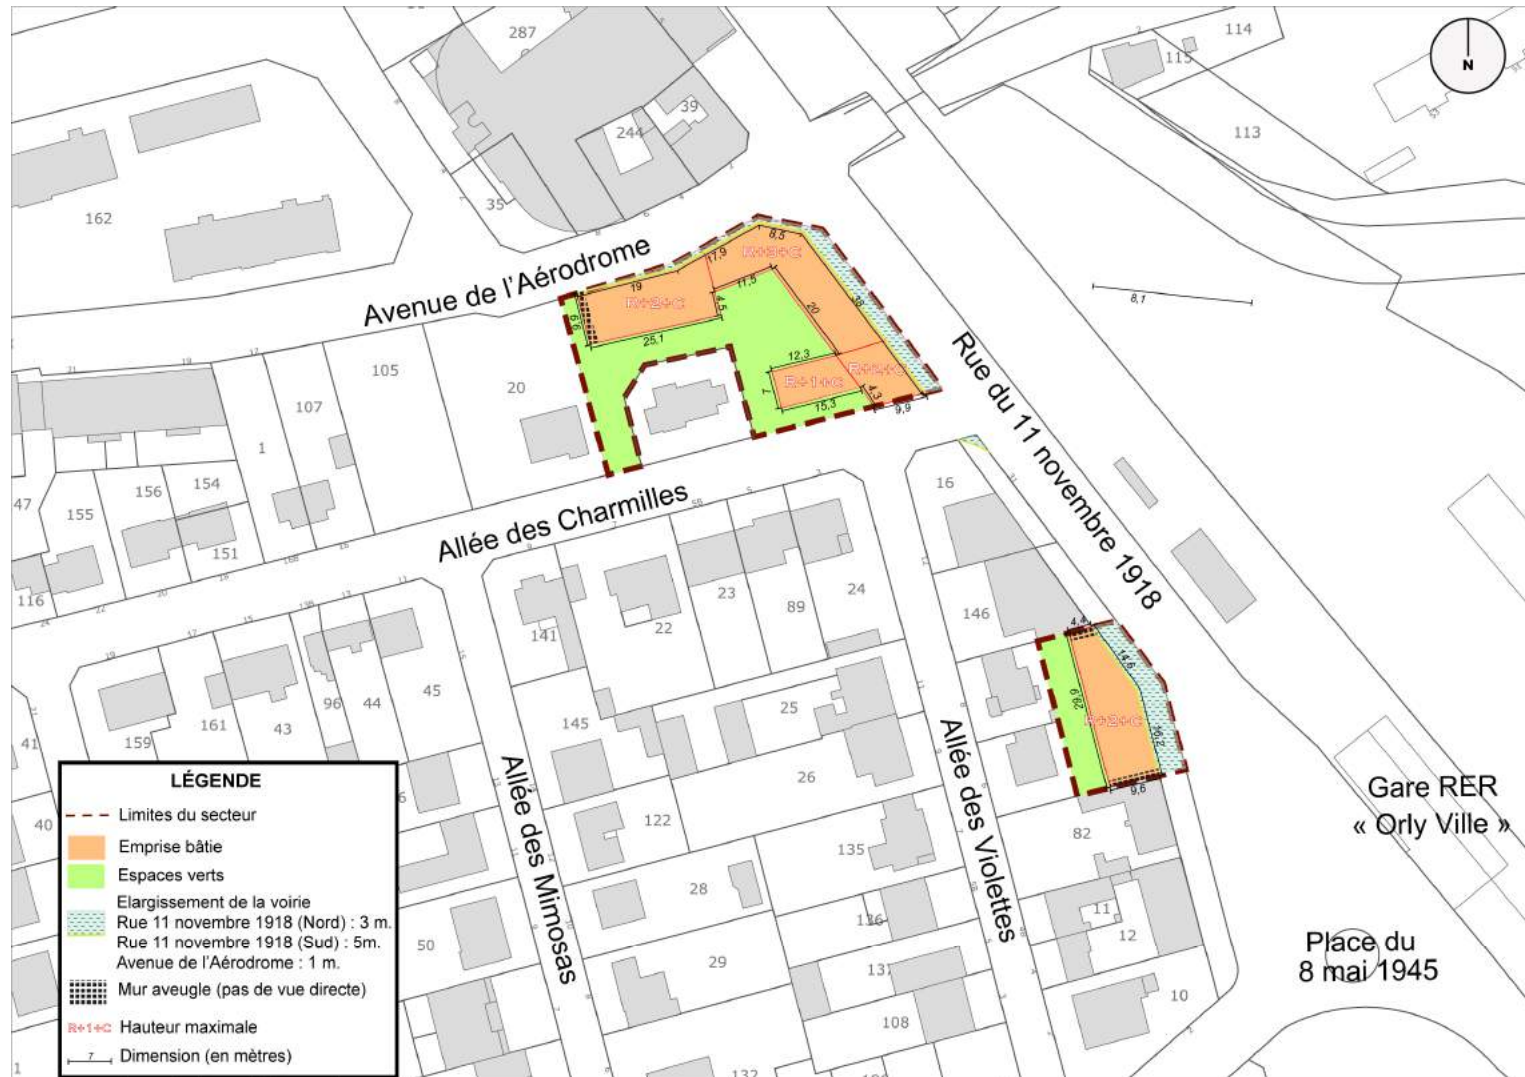 287
39
244
35
162
114
115
113
N
Avenue de l'Aérodrome
19
17,9
8,5
R+3+C
R+2+C
11,5
4,5
38
20
25,1
12,3
R+2+C
R+1+C
7
4,3
15,3
9,9
8,1
Rue du 11 novembre 1918
105
20
107
1
47
156
154
155
151
116
Allée des Charmilles
16
141
22
23
89
24
146
4,4
14,6
29,9
R+2+C
16,2
9,6
159
161
43
96
44
45
41
40
50
145
25
26
122
135
28
136
29
137
108
132
82
11
12
10
1
Allée des Mimosas
Allée des Violettes
Gare RER
« Orly Ville »
Place du
8 mai 1945
LÉGENDE
Limites du secteur
Emprise bâtie
Espaces verts
Elargissement de la voirie
Rue 11 novembre 1918 (Nord) : 3 m.
Rue 11 novembre 1918 (Sud) : 5m.
Avenue de l'Aérodrome : 1 m.
Mur aveugle (pas de vue directe)
R+1+C Hauteur maximale
7 Dimension (en mètres)